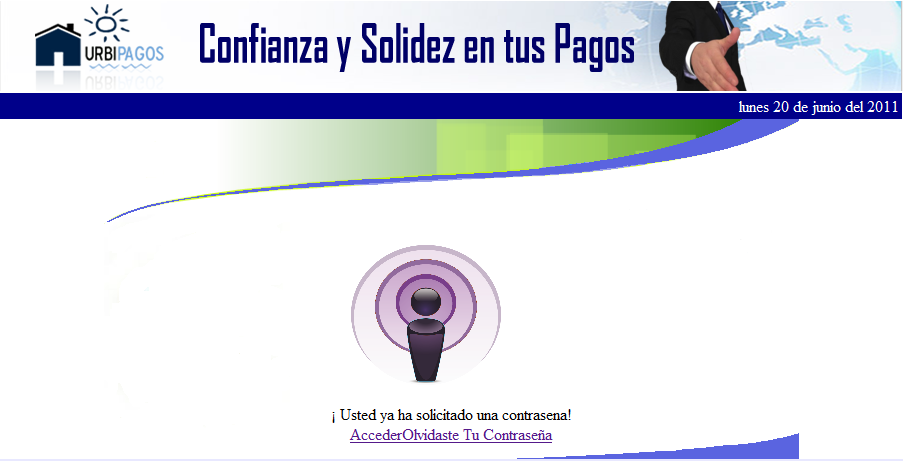 URBIPAGOS
Confianza y Solidez en tus Pagos
lunes 20 de junio del 2011
¡ Usted ya ha solicitado una contrasena!
AccederOlvidaste Tu Contraseña